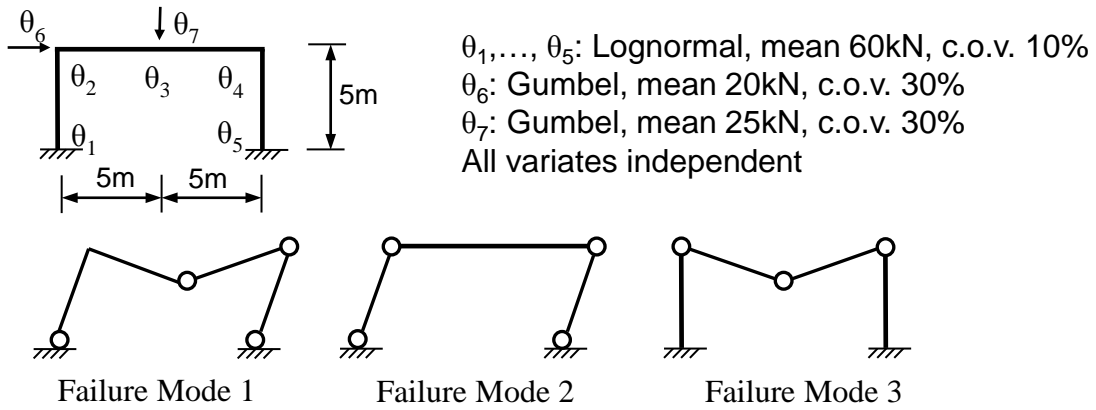 θ6
θ7
θ1,…, θ5: Lognormal, mean 60kN, c.o.v. 10%
θ6: Gumbel, mean 20kN, c.o.v. 30%
θ7: Gumbel, mean 25kN, c.o.v. 30%
All variates independent
θ2 θ3 θ4
5m
θ1 θ5
5m 5m
Failure Mode 1 Failure Mode 2 Failure Mode 3